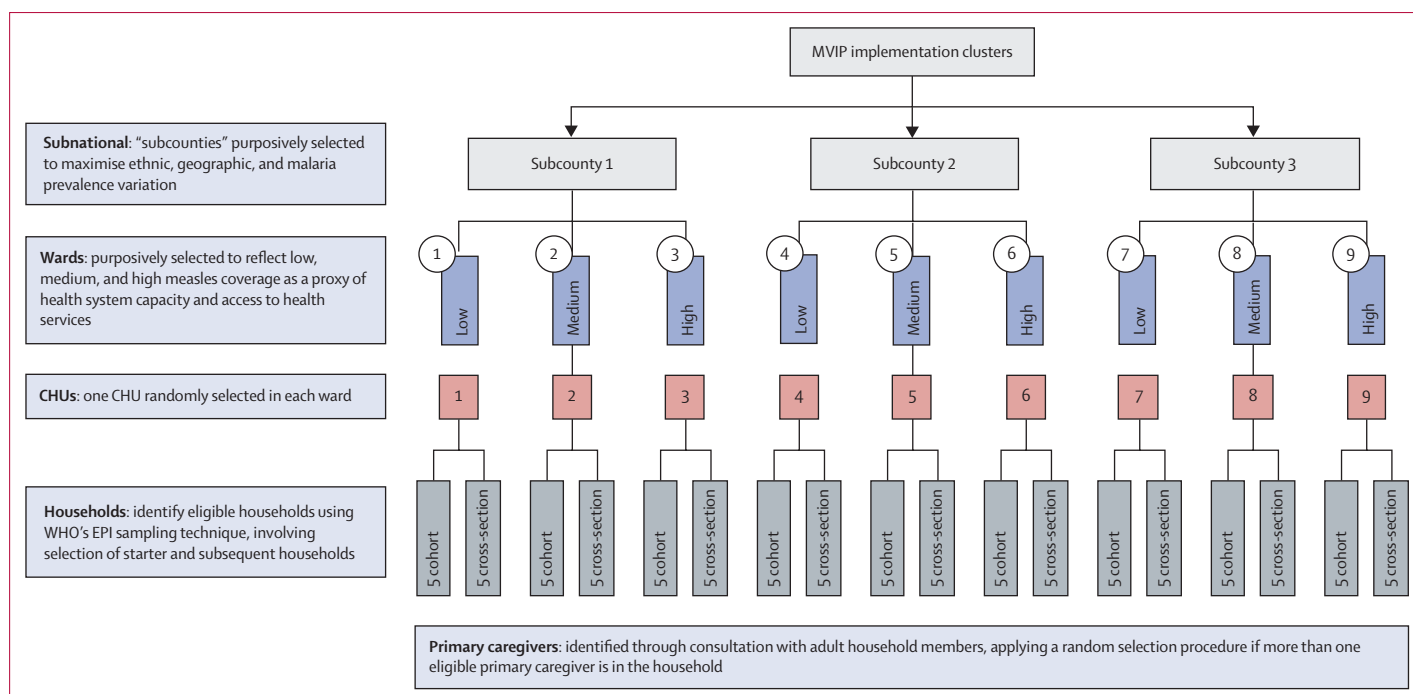 MVIP implementation clusters
Subnational: “subcounties” purposively selected
to maximise ethnic, geographic, and malaria
prevalence variation
Subcounty 1
Subcounty 2
Subcounty 3
Wards: purposively selected to reflect low,
medium, and high measles coverage as a proxy of
health system capacity and access to health
services
1
2
3
4
5
6
7
8
9
Low
Medium
High
Low
Medium
High
Low
Medium
High
CHUs: one CHU randomly selected in each ward
1
2
3
4
5
6
7
8
9
Households: identify eligible households using
WHO’s EPI sampling technique, involving
selection of starter and subsequent households
5 cohort
5 cross-section
5 cohort
5 cross-section
5 cohort
5 cross-section
5 cohort
5 cross-section
5 cohort
5 cross-section
5 cohort
5 cross-section
5 cohort
5 cross-section
5 cohort
5 cross-section
5 cohort
5 cross-section
Primary caregivers: identified through consultation with adult household members, applying a random selection procedure if more than one
eligible primary caregiver is in the household